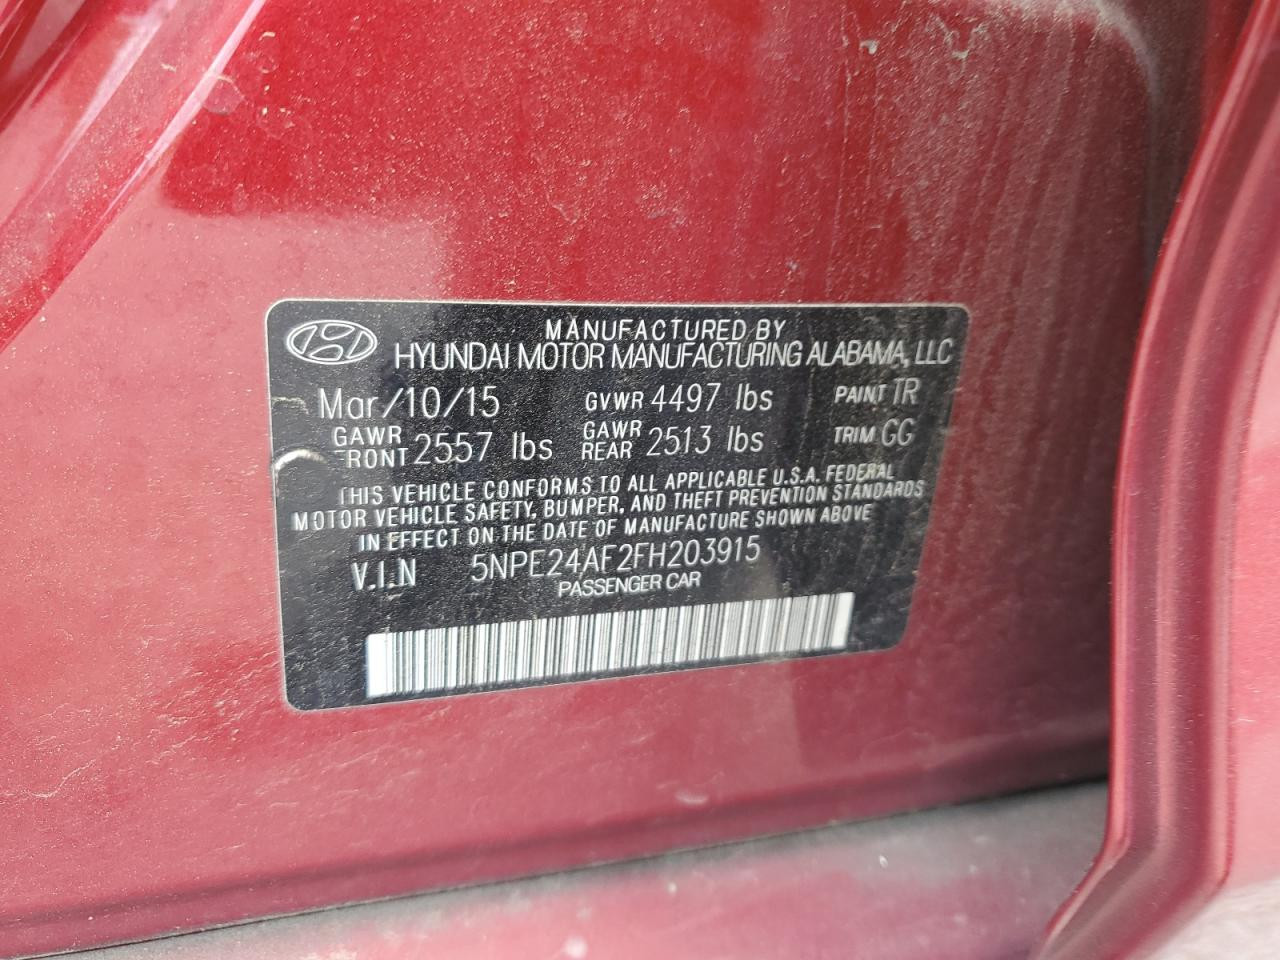 MANUFACTURED BY
HYUNDAI MOTOR MANUFACTURING ALABAMA, LLC
Mar/10/15 GVWR 4497 lbs PAINT TR
GAWR FRONT 2557 lbs GAWR REAR 2513 lbs TRIM GG
THIS VEHICLE CONFORMS TO ALL APPLICABLE U.S.A. FEDERAL
MOTOR VEHICLE SAFETY, BUMPER, AND THEFT PREVENTION STANDARDS
IN EFFECT ON THE DATE OF MANUFACTURE SHOWN ABOVE
V.I.N 5NPE24AF2FH203915
PASSENGER CAR